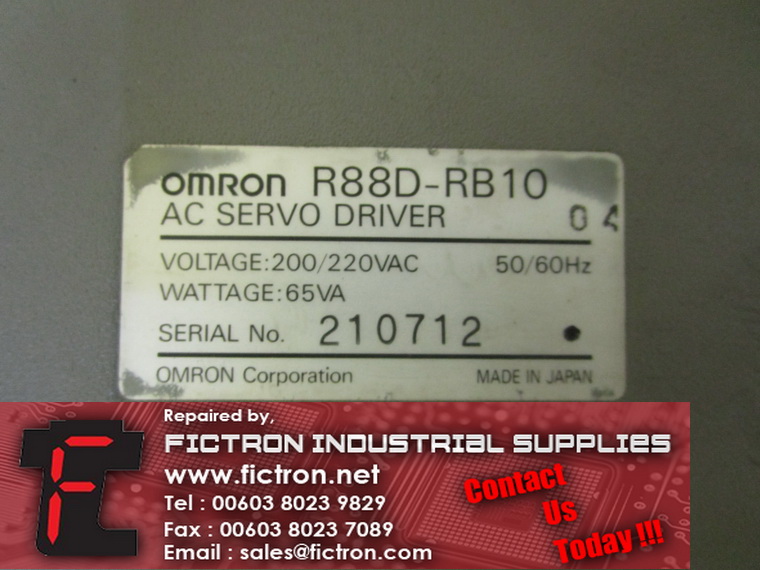 OMRON R88D-RB10
AC SERVO DRIVER 04
VOLTAGE:200/220VAC 50/60Hz
WATTAGE:65VA
SERIAL No. 210712
OMRON Corporation MADE IN JAPAN
Repaired by,
FICTRON INDUSTRIAL SUPPLIES
www.fictron.net
Tel : 00603 8023 9829
Fax : 00603 8023 7089
Email : sales@fictron.com
Contact
Us
Today !!!